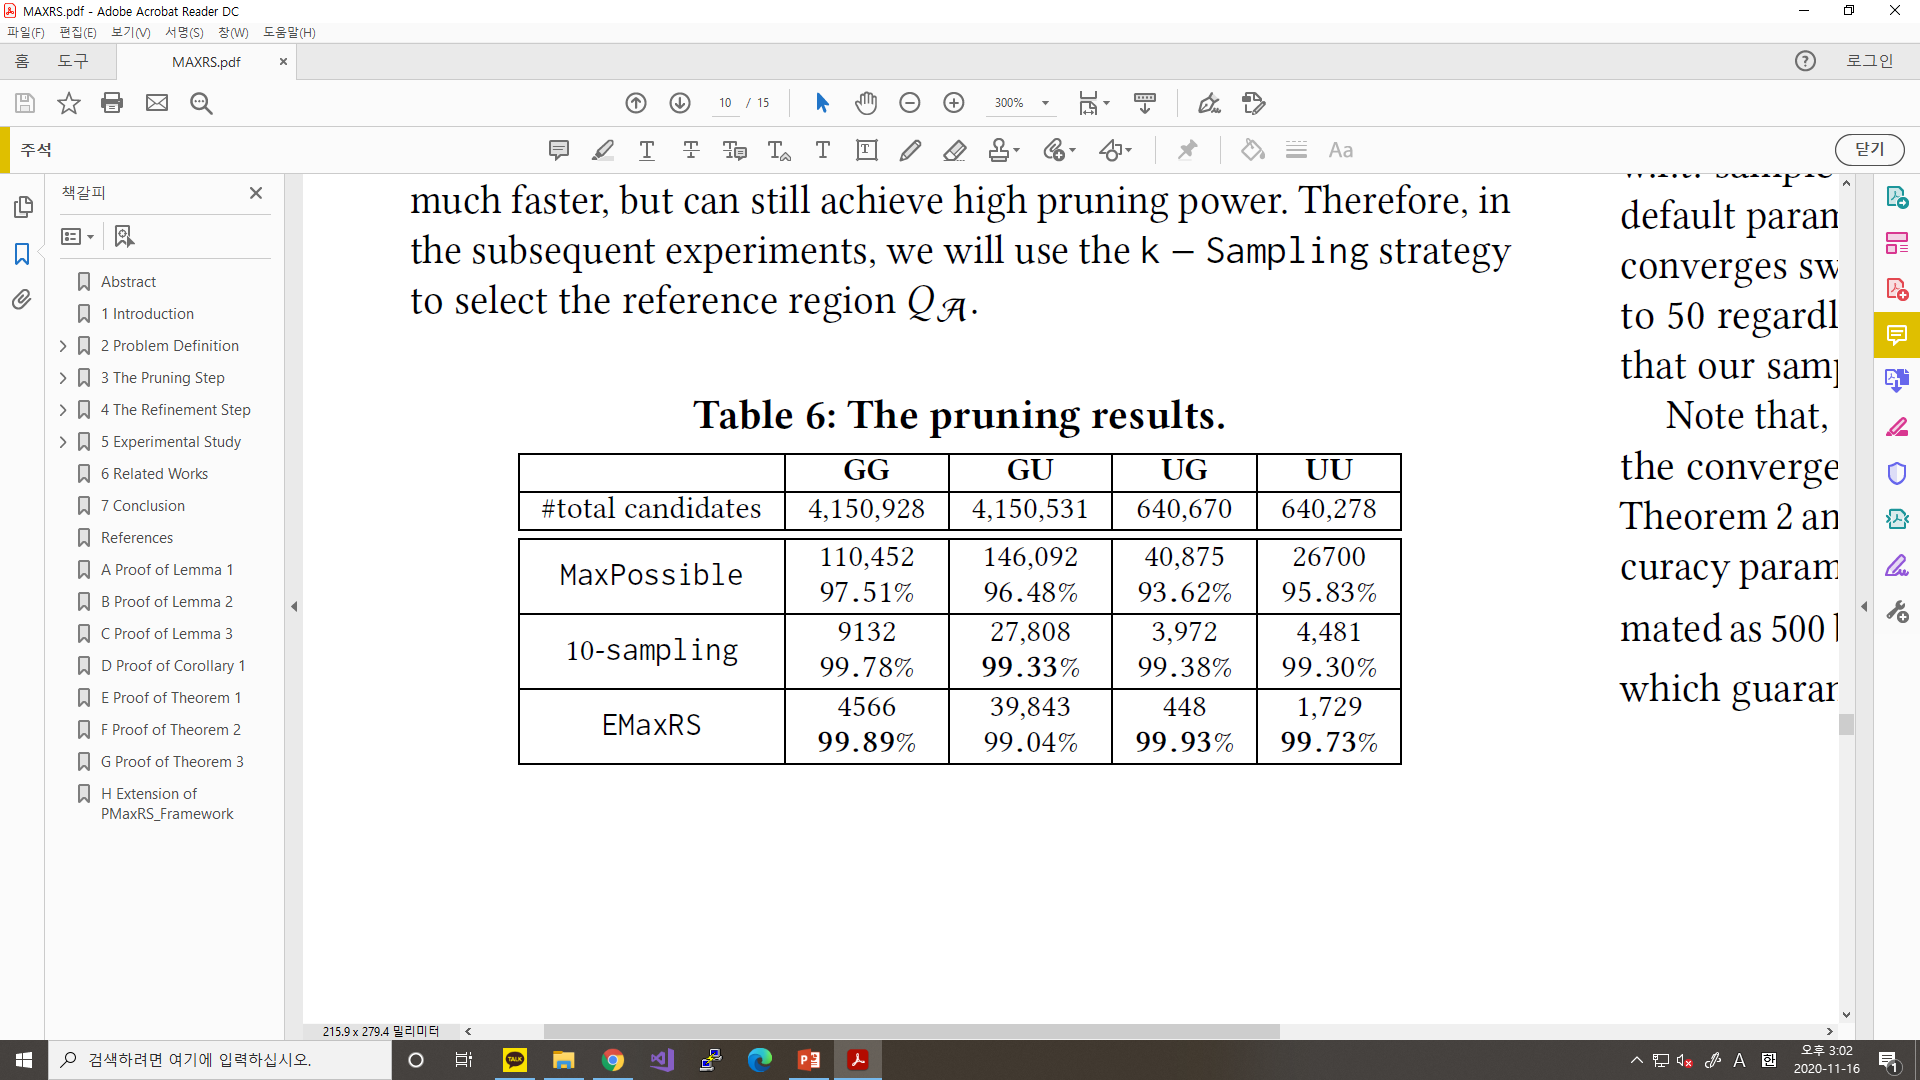 MAXRS.pdf - Adobe Acrobat Reader DC
파일(F) 편집(E) 보기(V) 서명(S) 창(W) 도움말(H)
홈 도구 MAXRS.pdf ×
로그인
10 / 15 300%
주석
닫기
책갈피
Abstract
1 Introduction
2 Problem Definition
3 The Pruning Step
4 The Refinement Step
5 Experimental Study
6 Related Works
7 Conclusion
References
A Proof of Lemma 1
B Proof of Lemma 2
C Proof of Lemma 3
D Proof of Corollary 1
E Proof of Theorem 1
F Proof of Theorem 2
G Proof of Theorem 3
H Extension of
PMaxRS_Framework
much faster, but can still achieve high pruning power. Therefore, in
the subsequent experiments, we will use the k − Sampling strategy
to select the reference region Q𝒜.
Table 6: The pruning results.
GG GU UG UU
#total candidates 4,150,928 4,150,531 640,670 640,278
MaxPossible 110,452 146,092 40,875 26700
97.51% 96.48% 93.62% 95.83%
10-sampling 9132 27,808 3,972 4,481
99.78% 99.33% 99.38% 99.30%
EMaxRS 4566 39,843 448 1,729
99.89% 99.04% 99.93% 99.73%
default param
converges sw
to 50 regardl
that our samp
Note that,
the converge
Theorem 2 an
curacy param
mated as 500
which guaran
215.9 x 279.4 밀리미터
검색하려면 여기에 입력하십시오.
TALK
A 한
오후 3:02
2020-11-16
1